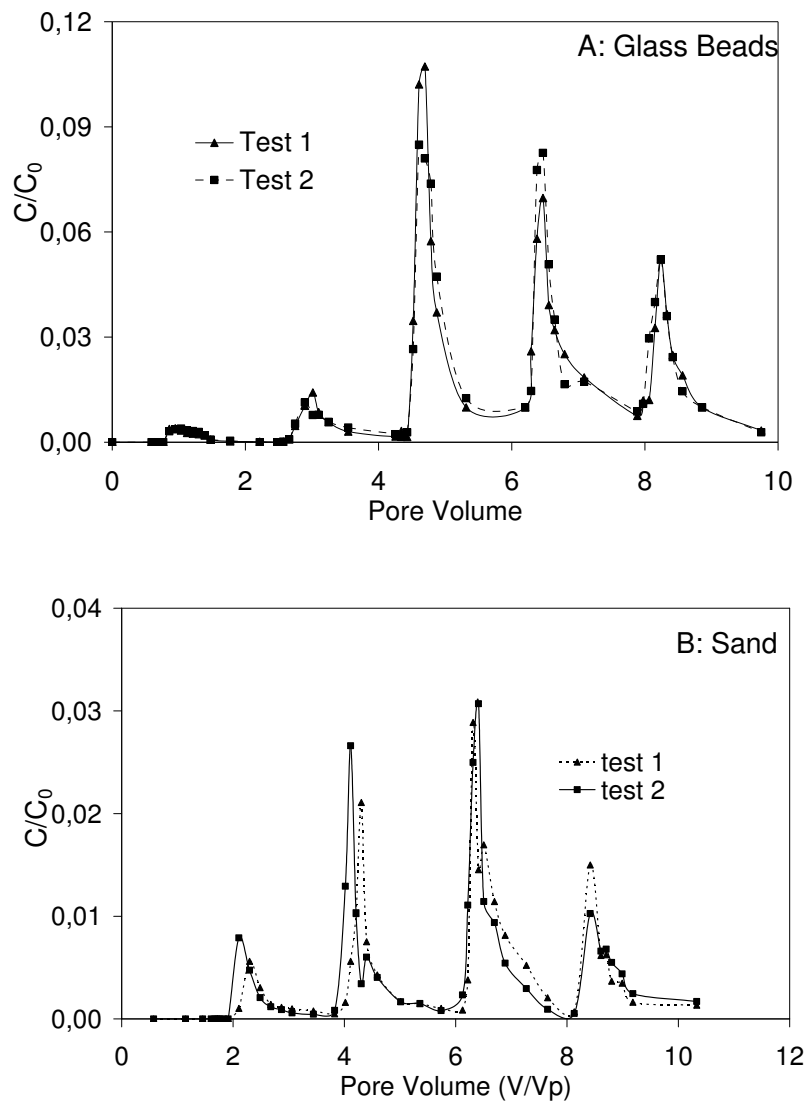 A: Glass Beads
0,12
0,09
0,06
0,03
0,00
C/C0
Test 1
Test 2
0 2 4 6 8 10
Pore Volume
B: Sand
0,04
0,03
0,02
0,01
0,00
C/C0
test 1
test 2
0 2 4 6 8 10 12
Pore Volume (V/Vp)